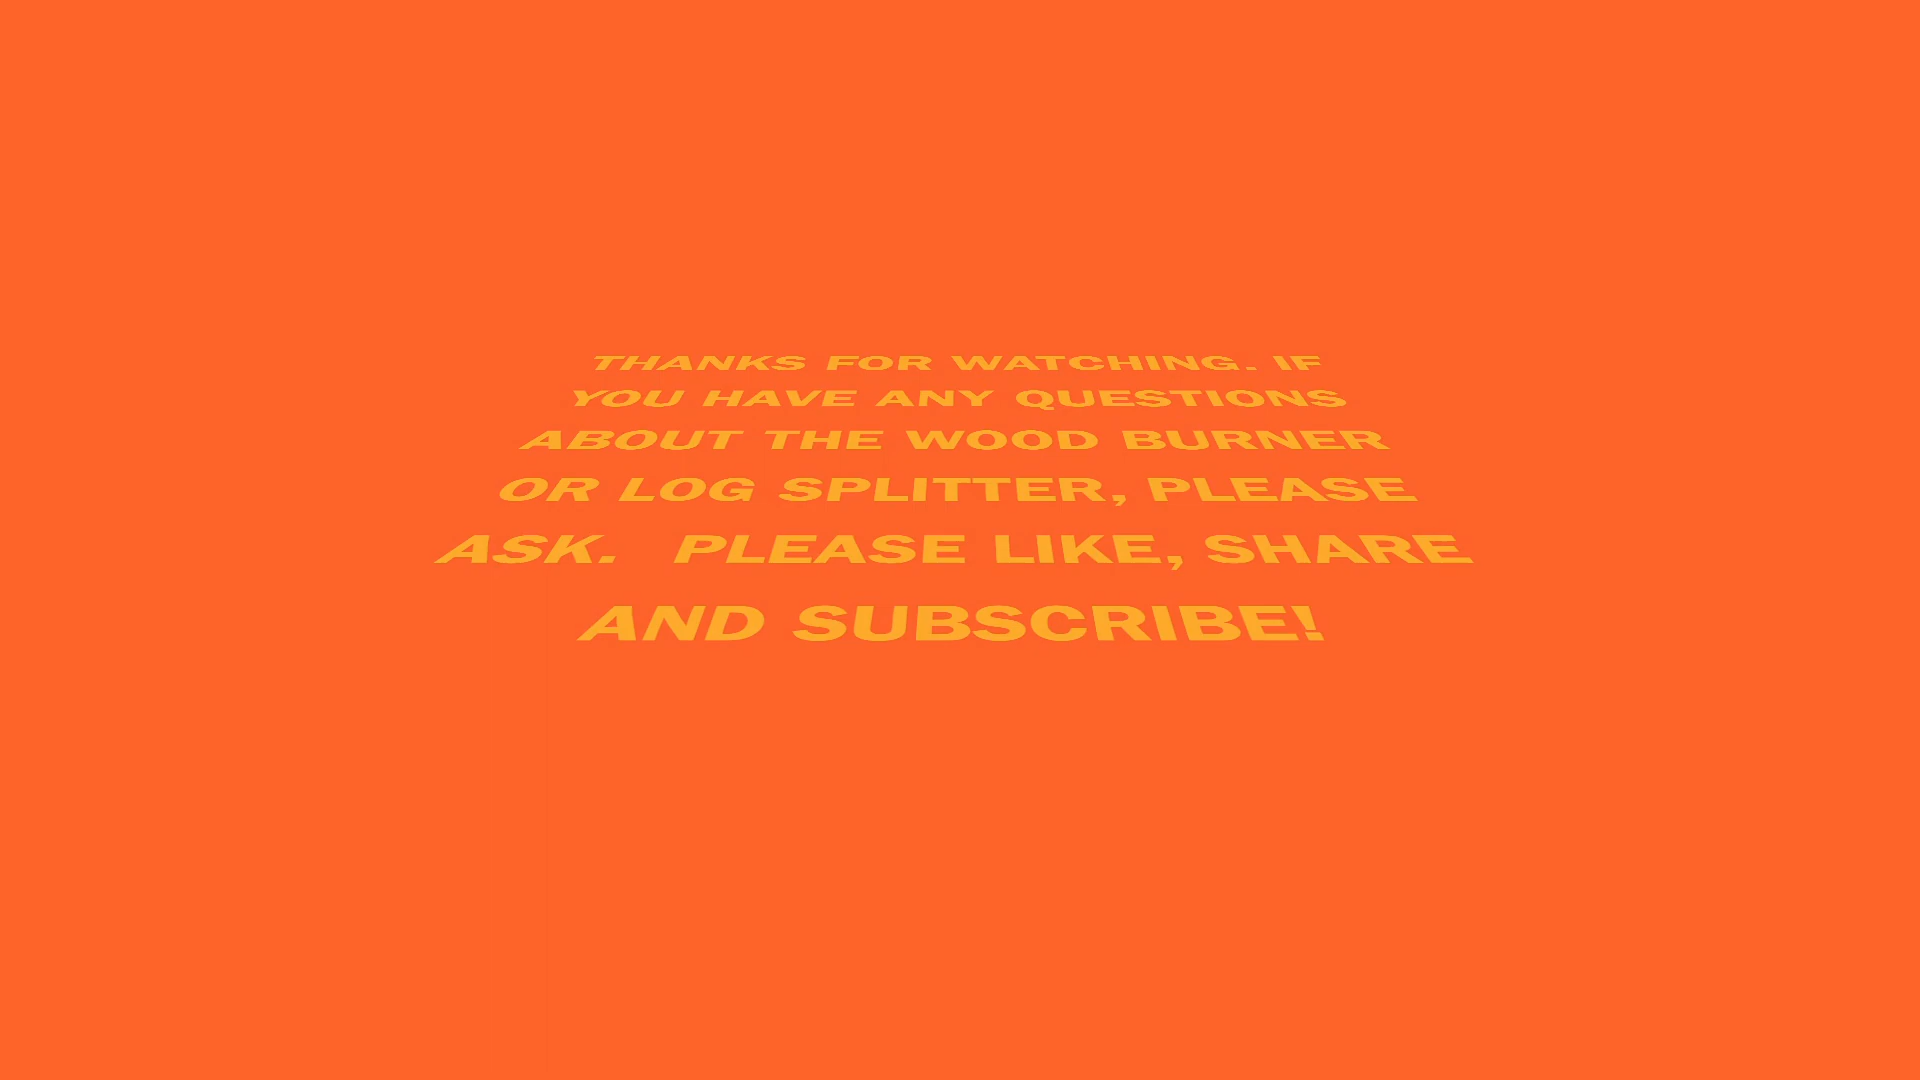 THANKS FOR WATCHING. IF
YOU HAVE ANY QUESTIONS
ABOUT THE WOOD BURNER
OR LOG SPLITTER, PLEASE
ASK.  PLEASE LIKE, SHARE
AND SUBSCRIBE!